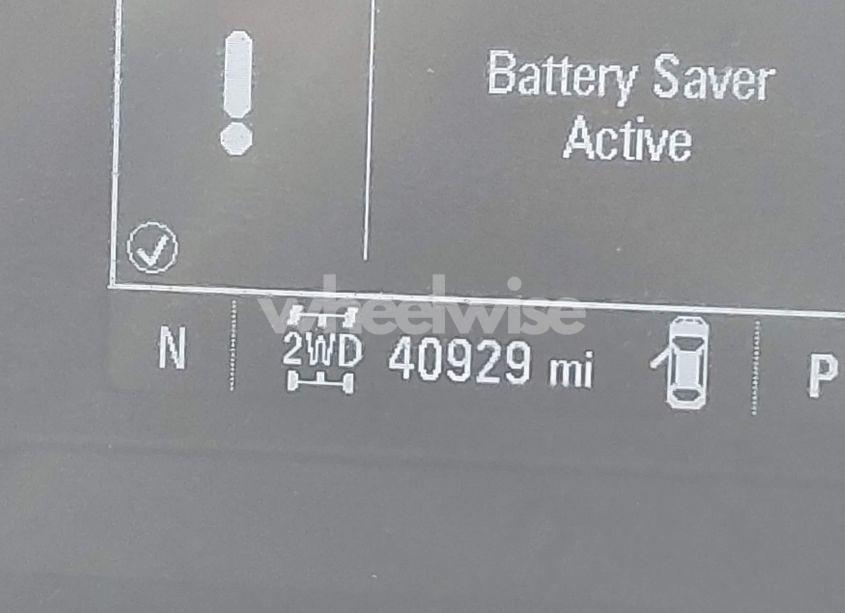 Battery Saver
Active
wheelwise
N 2WD 40929 mi P